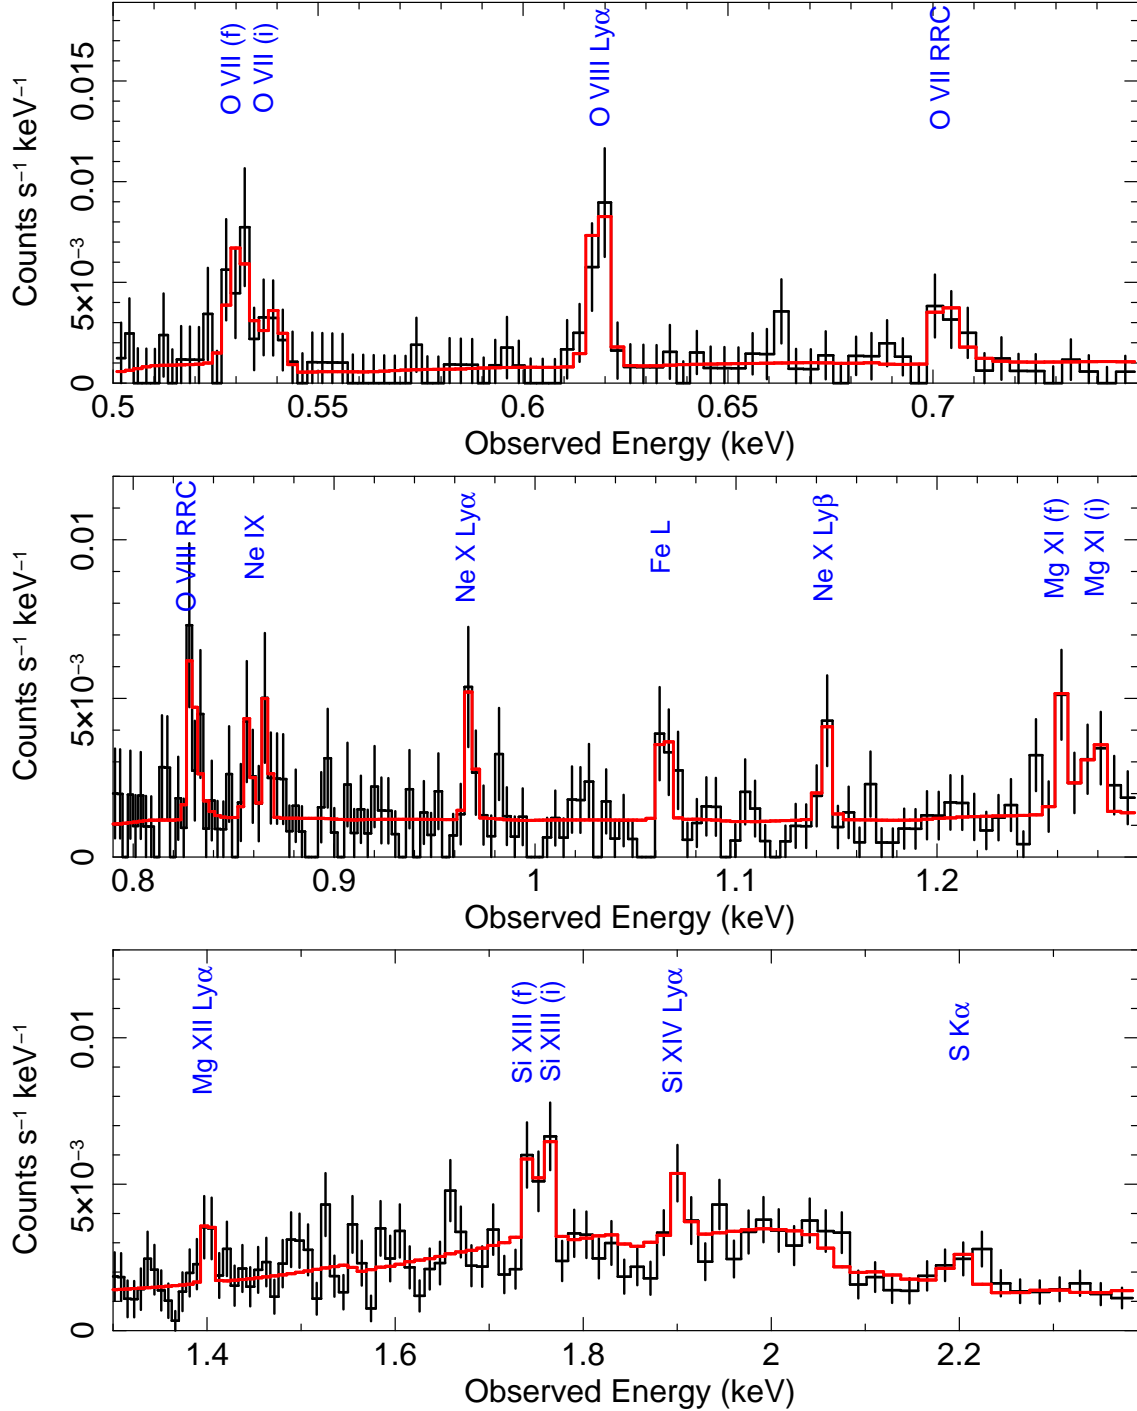 O VII (f)
O VII (i)
O VIII Lyα
O VII RRC
Counts s⁻¹ keV⁻¹
0 5×10⁻³ 0.01 0.015
0.5 0.55 0.6 0.65 0.7
Observed Energy (keV)
O VIII RRC
Ne IX
Ne X Lyα
Fe L
Ne X Lyβ
Mg XI (f)
Mg XI (i)
Counts s⁻¹ keV⁻¹
0 5×10⁻³ 0.01
0.8 0.9 1 1.1 1.2
Observed Energy (keV)
Mg XII Lyα
Si XIII (f)
Si XIII (i)
Si XIV Lyα
S Kα
Counts s⁻¹ keV⁻¹
0 5×10⁻³ 0.01
1.4 1.6 1.8 2 2.2
Observed Energy (keV)